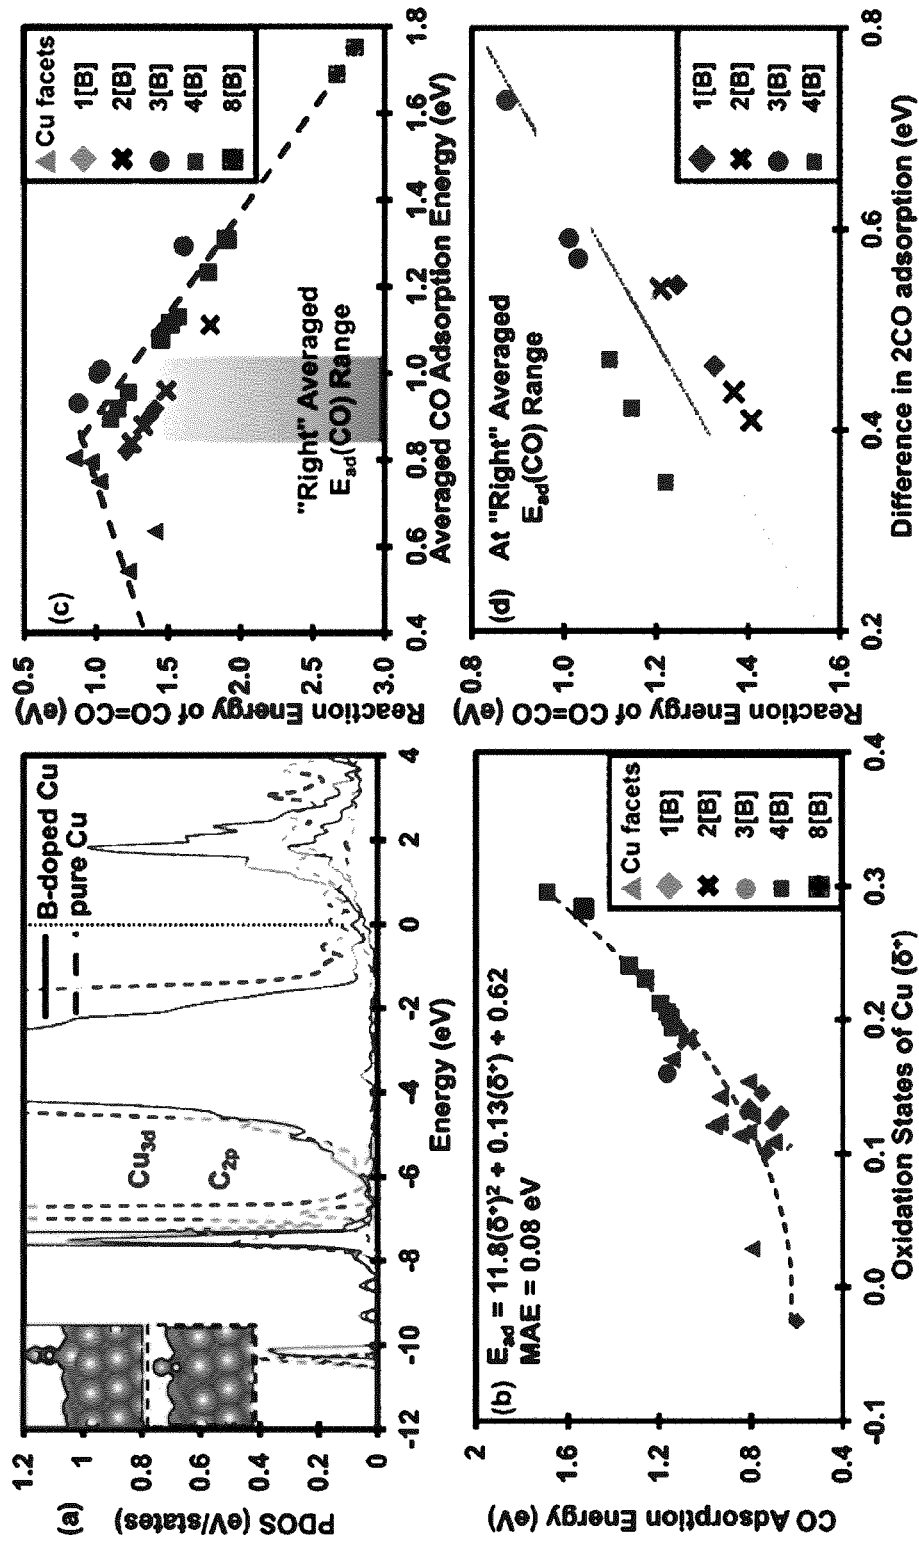 (a)
PDOS (eV/states)
1.2
1
0.8
0.6
0.4
0.2
0
B-doped Cu
pure Cu
Cu3d
C2p
-12
-10
-8
-6
-4
-2
0
2
4
Energy (eV)
(b) Ead = 11.8(δ+)2 + 0.13(δ+) + 0.62
MAE = 0.08 eV
CO Adsorption Energy
(eV)
2
1.6
1.2
0.8
0.4
Cu facets
1[B]
2[B]
3[B]
4[B]
8[B]
-0.1
0.0
0.1
0.2
0.3
0.4
Oxidation States of Cu (δ+)
(c)
Reaction Energy of CO=CO (eV)
0.5
1.0
1.5
2.0
2.5
3.0
Cu facets
1[B]
2[B]
3[B]
4[B]
8[B]
"Right" Averaged
Ead(CO) Range
0.4
0.6
0.8
1.0
1.2
1.4
1.6
1.8
Averaged CO Adsorption Energy (eV)
(d)
At "Right" Averaged
Ead(CO) Range
Reaction Energy of CO=CO
(eV)
0.8
1.0
1.2
1.4
1.6
1[B]
2[B]
3[B]
4[B]
0.2
0.4
0.6
0.8
Difference in 2CO adsorption (eV)